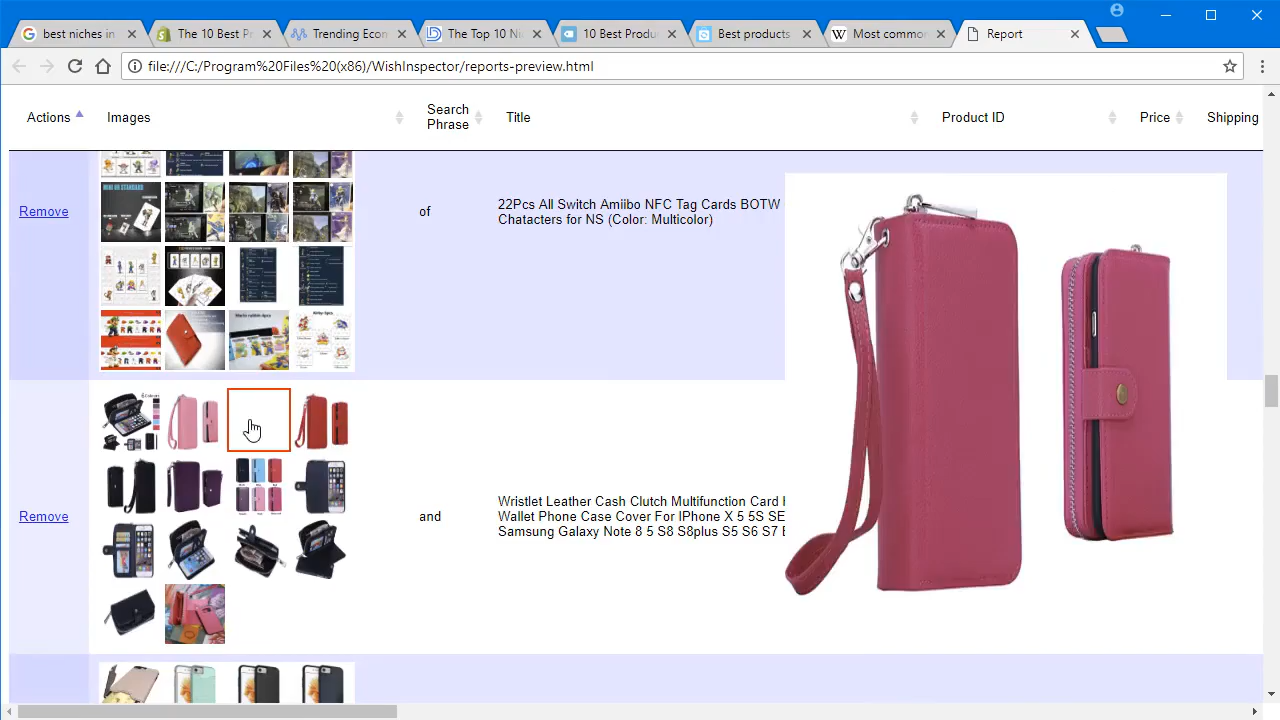 best niches in
The 10 Best Pr
Trending Econ
The Top 10 Ni
10 Best Produ
Best products
Most common
Report
file:///C:/Program%20Files%20(x86)/WishInspector/reports-preview.html
Actions
Images
Search
Phrase
Title
Product ID
Price
Shipping
Remove
of
22Pcs All Switch Amiibo NFC Tag Cards BOTW
Chatacters for NS (Color: Multicolor)
Remove
and
Wristlet Leather Cash Clutch Mulfunction Card
Wallet Phone Case Cover For IPhone X 5 5S SE
Samsung Galaxy Note 8 5 S8 S8plus S5 S6 S7